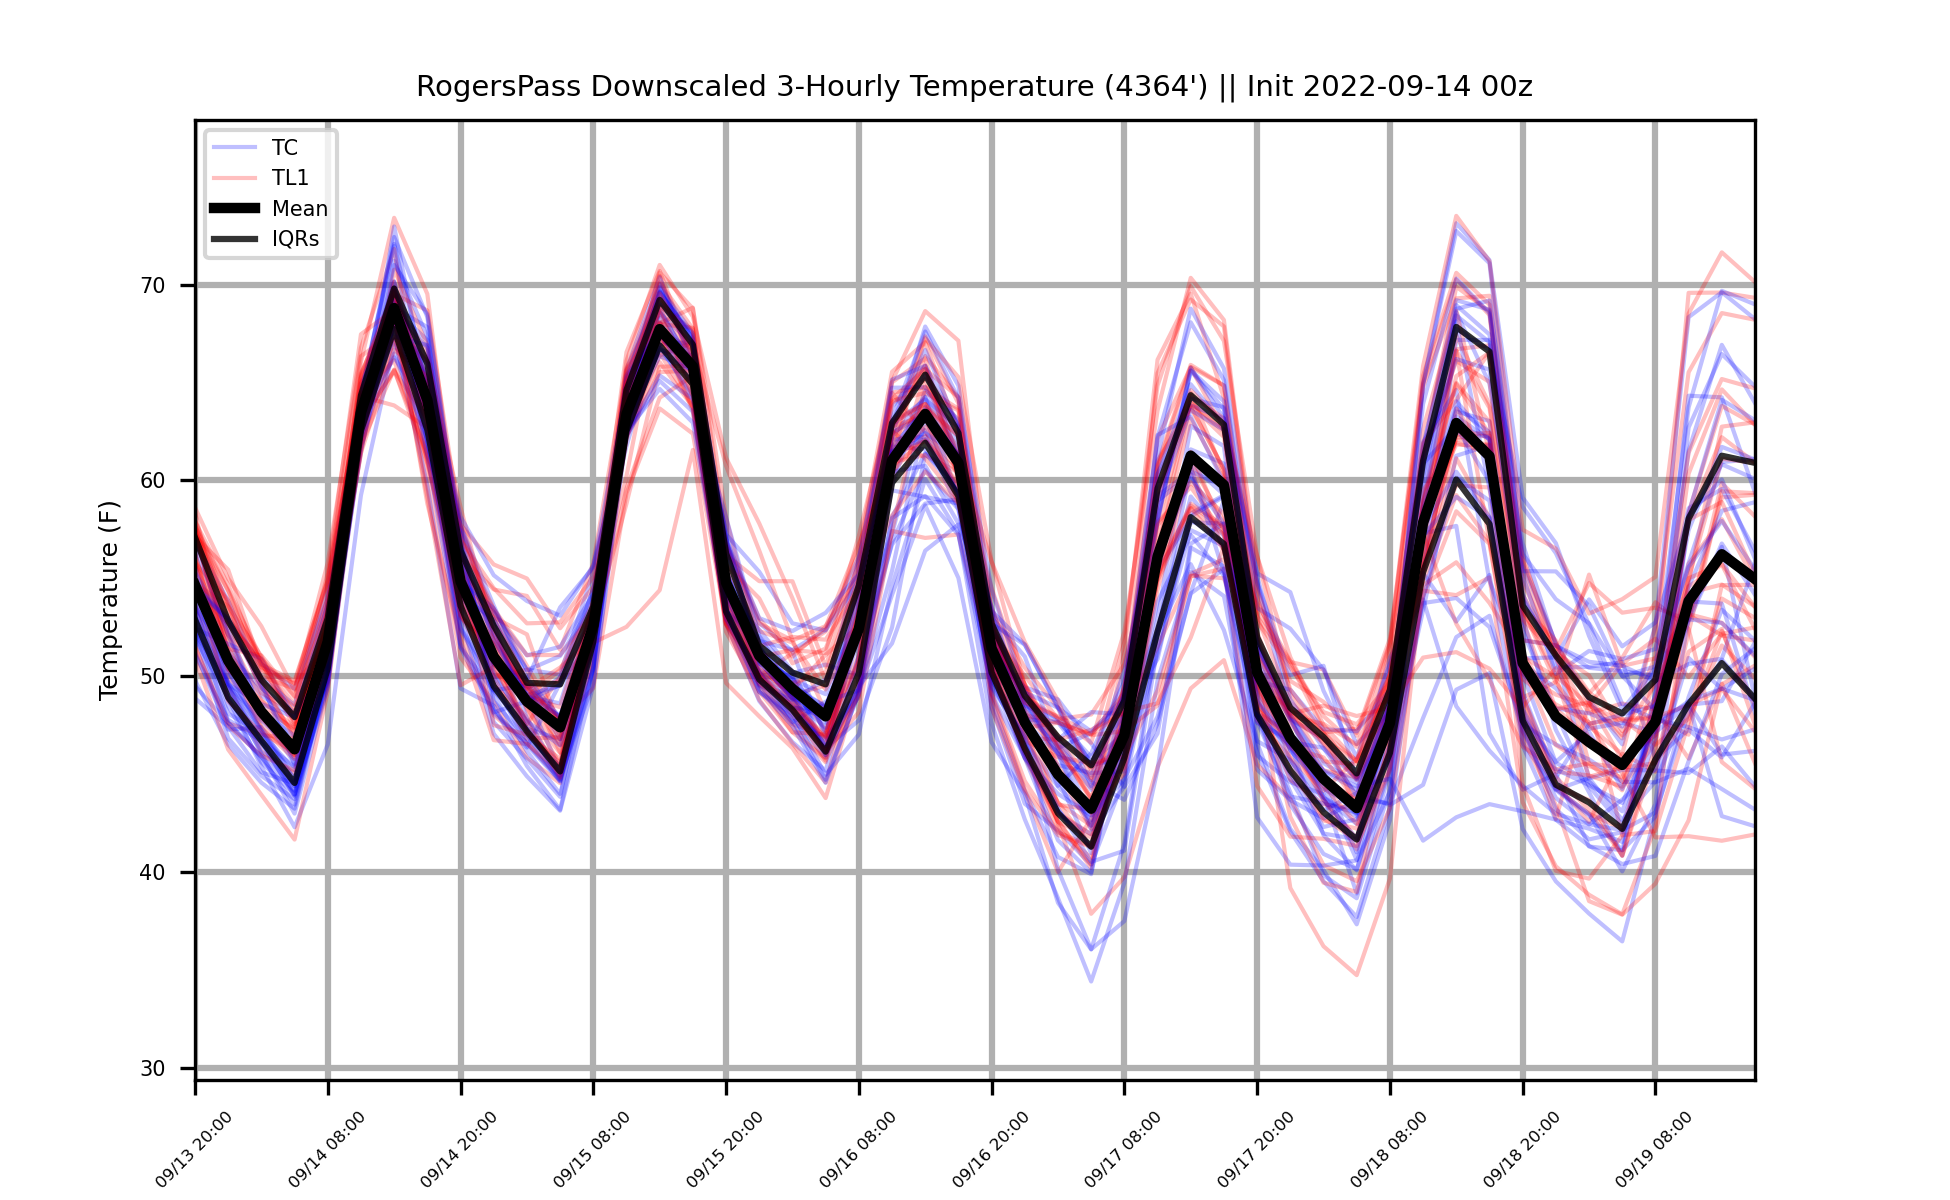 RogersPass Downscaled 3-Hourly Temperature (4364') || Init 2022-09-14 00z
TC
TL1
Mean
IQRs
Temperature (F)
70
60
50
40
30
09/13 20:00
09/14 08:00
09/14 20:00
09/15 08:00
09/15 20:00
09/16 08:00
09/16 20:00
09/17 08:00
09/17 20:00
09/18 08:00
09/18 20:00
09/19 08:00